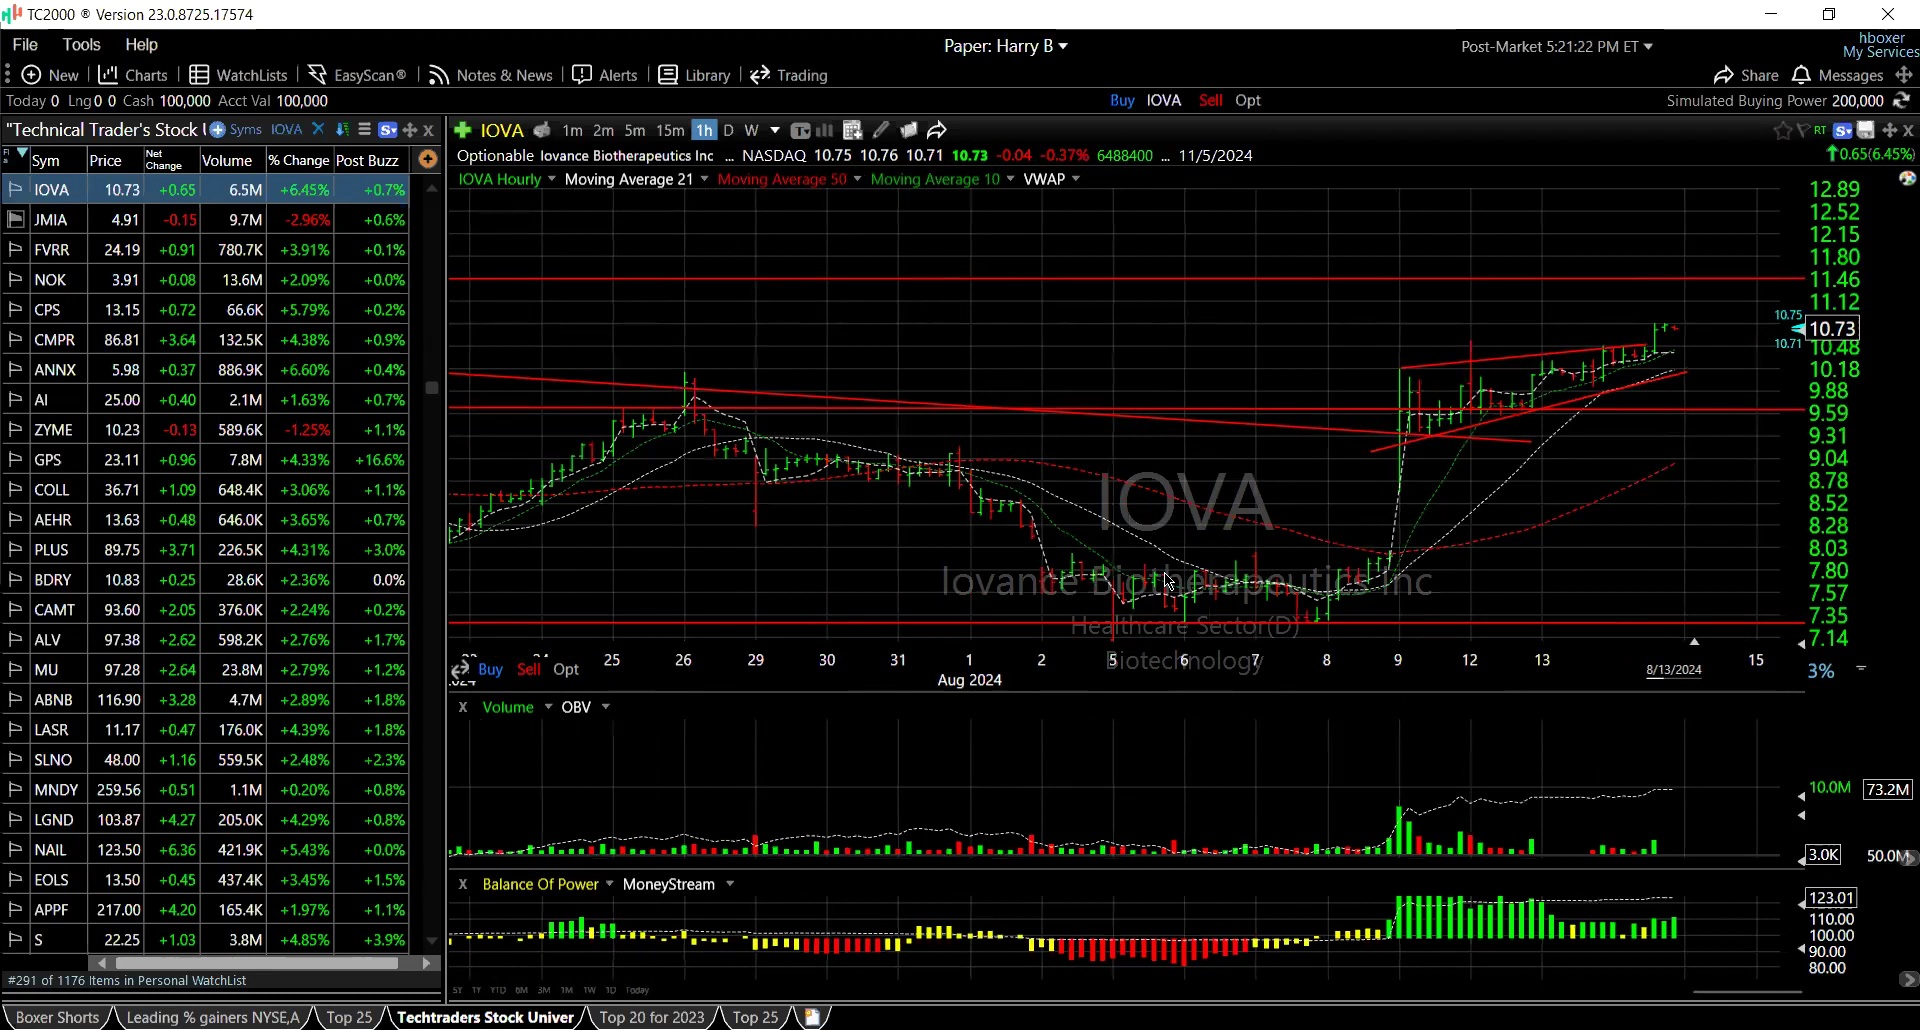 TC2000 ® Version 23.0.8725.17574
File Tools Help
Paper: Harry B
Post-Market 5:21:22 PM ET
hboxer
My Services
New Charts WatchLists EasyScan® Notes & News Alerts Library Trading
Share Messages
Today 0 Lng 0 0 Cash 100,000 Acct Val 100,000
Buy IOVA Sell Opt
Simulated Buying Power 200,000
"Technical Trader's Stock Syms IOVA
Sym Price Net Change Volume % Change Post Buzz
IOVA 10.73 +0.65 6.5M +6.45% +0.7%
JMIA 4.91 -0.15 9.7M -2.96% +0.6%
FVRR 24.19 +0.91 780.7K +3.91% +0.1%
NOK 3.91 +0.08 13.6M +2.09% +0.0%
CPS 13.15 +0.72 66.6K +5.79% +0.2%
CMPR 86.81 +3.64 132.5K +4.38% +0.9%
ANNX 5.98 +0.37 886.9K +6.60% +0.4%
AI 25.00 +0.40 2.1M +1.63% +0.7%
ZYME 10.23 -0.13 589.6K -1.25% +1.1%
GPS 23.11 +0.96 7.8M +4.33% +16.6%
COLL 36.71 +1.09 648.4K +3.06% +1.1%
AEHR 13.63 +0.48 646.0K +3.65% +0.7%
PLUS 89.75 +3.71 226.5K +4.31% +3.0%
BDRY 10.83 +0.25 28.6K +2.36% 0.0%
CAMT 93.60 +2.05 376.0K +2.24% +0.2%
ALV 97.38 +2.62 598.2K +2.76% +1.7%
MU 97.28 +2.64 23.8M +2.79% +1.2%
ABNB 116.90 +3.28 4.7M +2.89% +1.8%
LASR 11.17 +0.47 176.0K +4.39% +1.8%
SLNO 48.00 +1.16 559.5K +2.48% +2.3%
MNDY 259.56 +0.51 1.1M +0.20% +0.8%
LGND 103.87 +4.27 205.0K +4.29% +0.8%
NAIL 123.50 +6.36 421.9K +5.43% +0.0%
EOLS 13.50 +0.45 437.4K +3.45% +1.5%
APPF 217.00 +4.20 165.4K +1.97% +1.1%
S 22.25 +1.03 3.8M +4.85% +3.9%
#291 of 1176 Items in Personal WatchList
IOVA 1m 2m 5m 15m 1h D W
RT
Optionable Iovance Biotherapeutics Inc ... NASDAQ 10.75 10.76 10.71 10.73 -0.04 -0.37% 6488400 ... 11/5/2024
0.65(6.45%)
IOVA Hourly Moving Average 21 Moving Average 50 Moving Average 10 VWAP
12.89
12.52
12.15
11.80
11.46
11.12
10.75
10.73
10.71
10.48
10.18
9.88
9.59
9.31
9.04
8.78
8.52
8.28
8.03
7.80
7.57
7.35
7.14
IOVA
Iovance Biotherapeutics Inc
Healthcare Sector(D)
Biotechnology
24 25 26 29 30 31 1 2 5 6 7 8 9 12 13 15
Aug 2024
8/13/2024
3%
Buy Sell Opt
X Volume OBV
10.0M 73.2M
3.0K 50.0M
X Balance Of Power MoneyStream
123.01
110.00
100.00
90.00
80.00
5Y 1Y YTD 6M 3M 1M 1W 1D Today
Boxer Shorts Leading % gainers NYSE,A Top 25 Techtraders Stock Univer Top 20 for 2023 Top 25